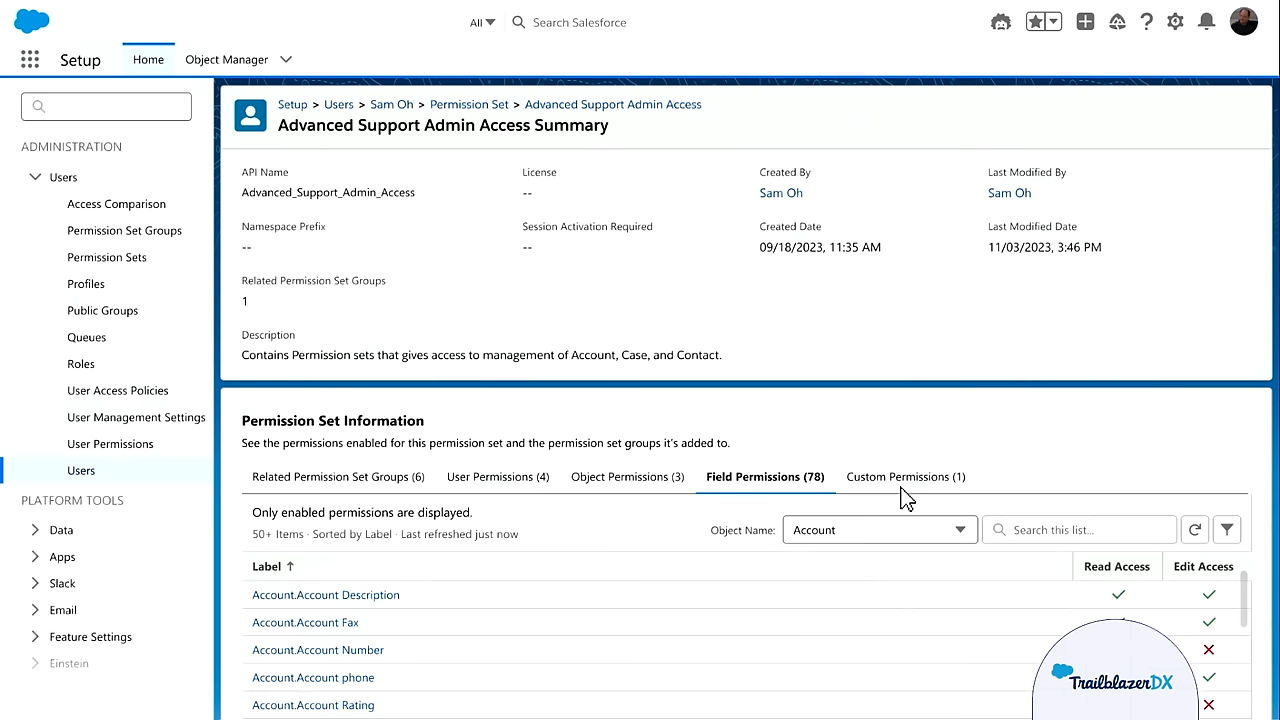 All
Search Salesforce
Setup
Home
Object Manager
ADMINISTRATION
Users
Access Comparison
Permission Set Groups
Permission Sets
Profiles
Public Groups
Queues
Roles
User Access Policies
User Management Settings
User Permissions
Users
PLATFORM TOOLS
Data
Apps
Slack
Email
Feature Settings
Einstein
Setup > Users > Sam Oh > Permission Set > Advanced Support Admin Access
Advanced Support Admin Access Summary
API Name License Created By Last Modified By
Advanced_Support_Admin_Access -- Sam Oh Sam Oh
Namespace Prefix Session Activation Required Created Date Last Modified Date
-- -- 09/18/2023, 11:35 AM 11/03/2023, 3:46 PM
Related Permission Set Groups
1
Description
Contains Permission sets that gives access to management of Account, Case, and Contact.
Permission Set Information
See the permissions enabled for this permission set and the permission set groups it's added to.
Related Permission Set Groups (6) User Permissions (4) Object Permissions (3) Field Permissions (78) Custom Permissions (1)
Only enabled permissions are displayed.
50+ Items · Sorted by Label · Last refreshed just now
Object Name: Account Search this list...
Label ↑ Read Access Edit Access
Account.Account Description
Account.Account Fax
Account.Account Number
Account.Account phone
Account.Account Rating
TrailblazerDX